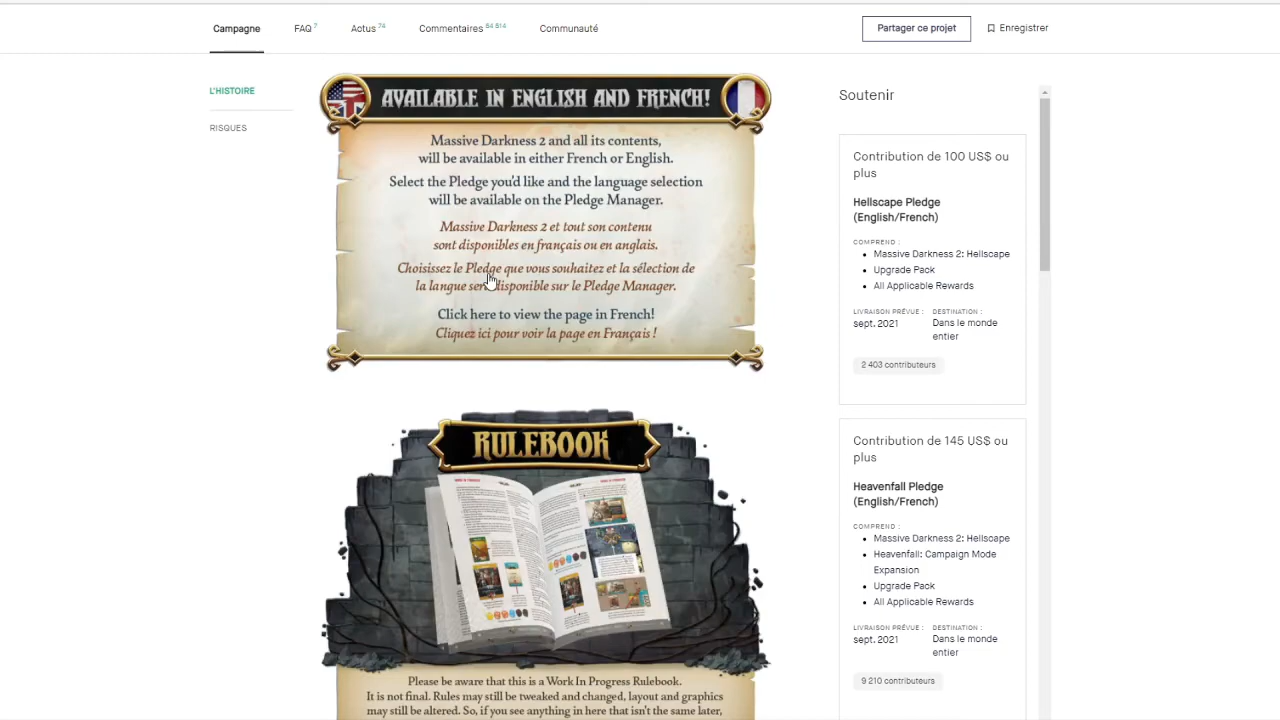 Campagne
FAQ 7
Actus 74
Commentaires 64 814
Communauté
Partager ce projet
Enregistrer
L'HISTOIRE
RISQUES
AVAILABLE IN ENGLISH AND FRENCH!
Massive Darkness 2 and all its contents,
will be available in either French or English.
Select the Pledge you'd like and the language selection
will be available on the Pledge Manager.
Massive Darkness 2 et tout son contenu
sont disponibles en français ou en anglais.
Choisissez le Pledge que vous souhaitez et la sélection de
la langue sera disponible sur le Pledge Manager.
Click here to view the page in French!
Cliquez ici pour voir la page en Français !
RULEBOOK
Please be aware that this is a Work In Progress Rulebook.
It is not final. Rules may still be tweaked and changed, layout and graphics
may still be altered. So, if you see anything in here that isn't the same later,
Soutenir
Contribution de 100 US$ ou
plus
Hellscape Pledge
(English/French)
COMPREND :
Massive Darkness 2: Hellscape
Upgrade Pack
All Applicable Rewards
LIVRAISON PRÉVUE :
sept. 2021
DESTINATION :
Dans le monde
entier
2 403 contributeurs
Contribution de 145 US$ ou
plus
Heavenfall Pledge
(English/French)
COMPREND :
Massive Darkness 2: Hellscape
Heavenfall: Campaign Mode
Expansion
Upgrade Pack
All Applicable Rewards
LIVRAISON PRÉVUE :
sept. 2021
DESTINATION :
Dans le monde
entier
9 210 contributeurs